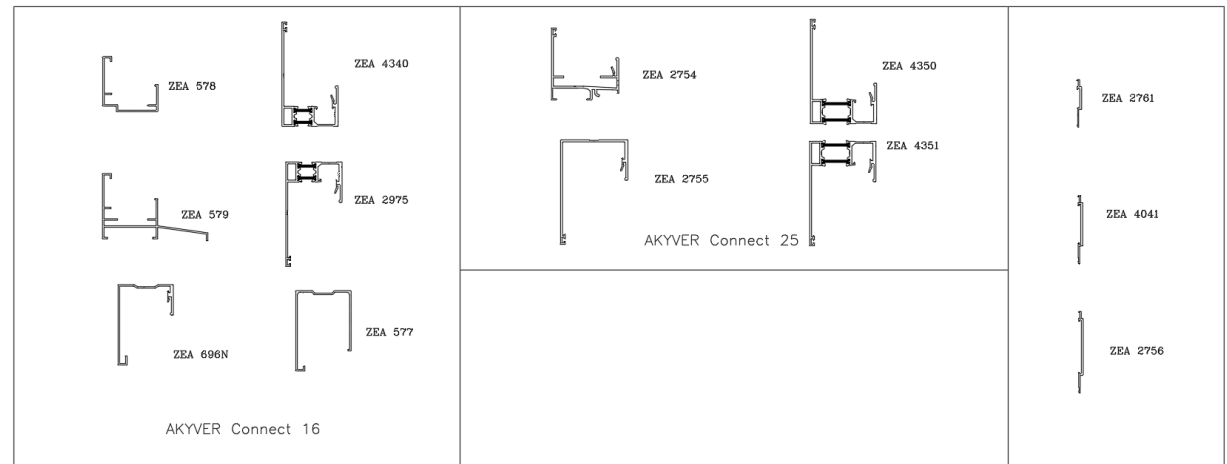 ZEA 578
ZEA 4340
ZEA 579
ZEA 2975
ZEA 696N
ZEA 577
AKYVER Connect 16
ZEA 2754
ZEA 4350
ZEA 2755
ZEA 4351
AKYVER Connect 25
ZEA 2761
ZEA 4041
ZEA 2756